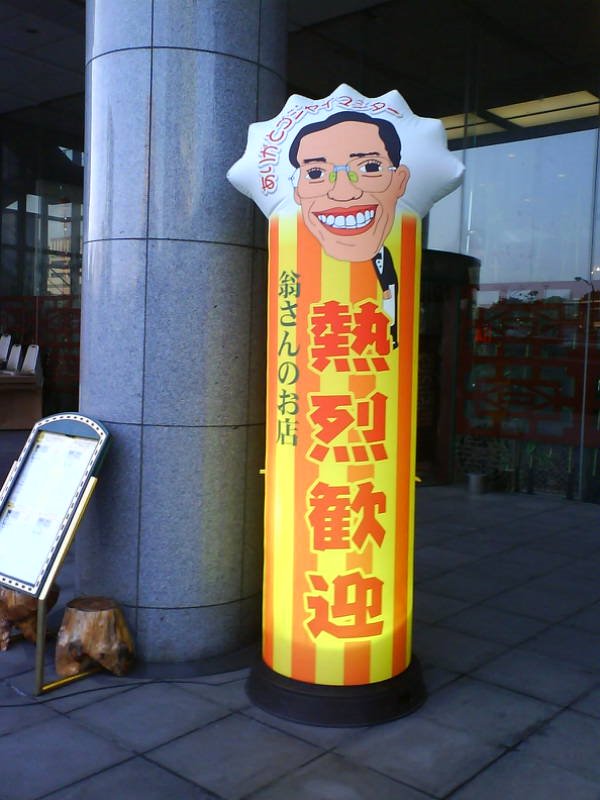 ありがとうジャイマンター
熱烈歓迎
翁さんのお店